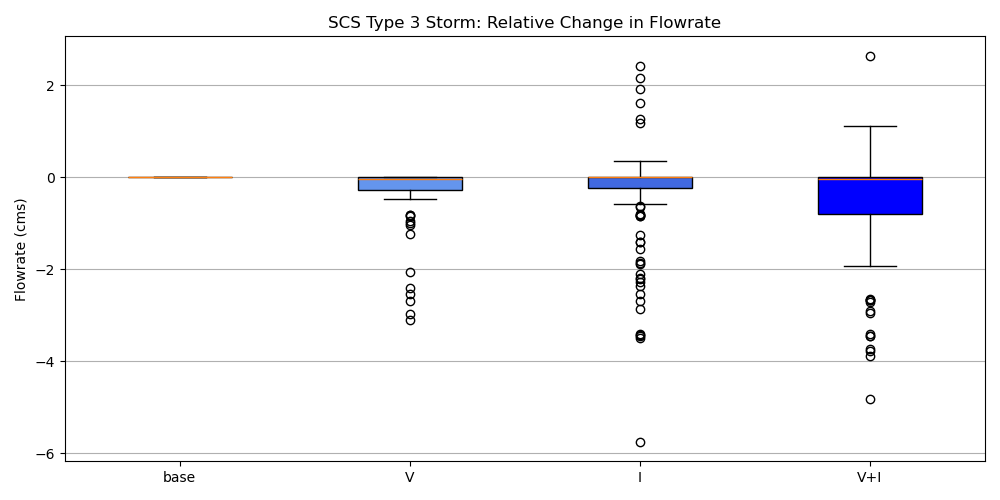 SCS Type 3 Storm: Relative Change in Flowrate
Flowrate (cms)
2
0
−2
−4
−6
base
V
I
V+I